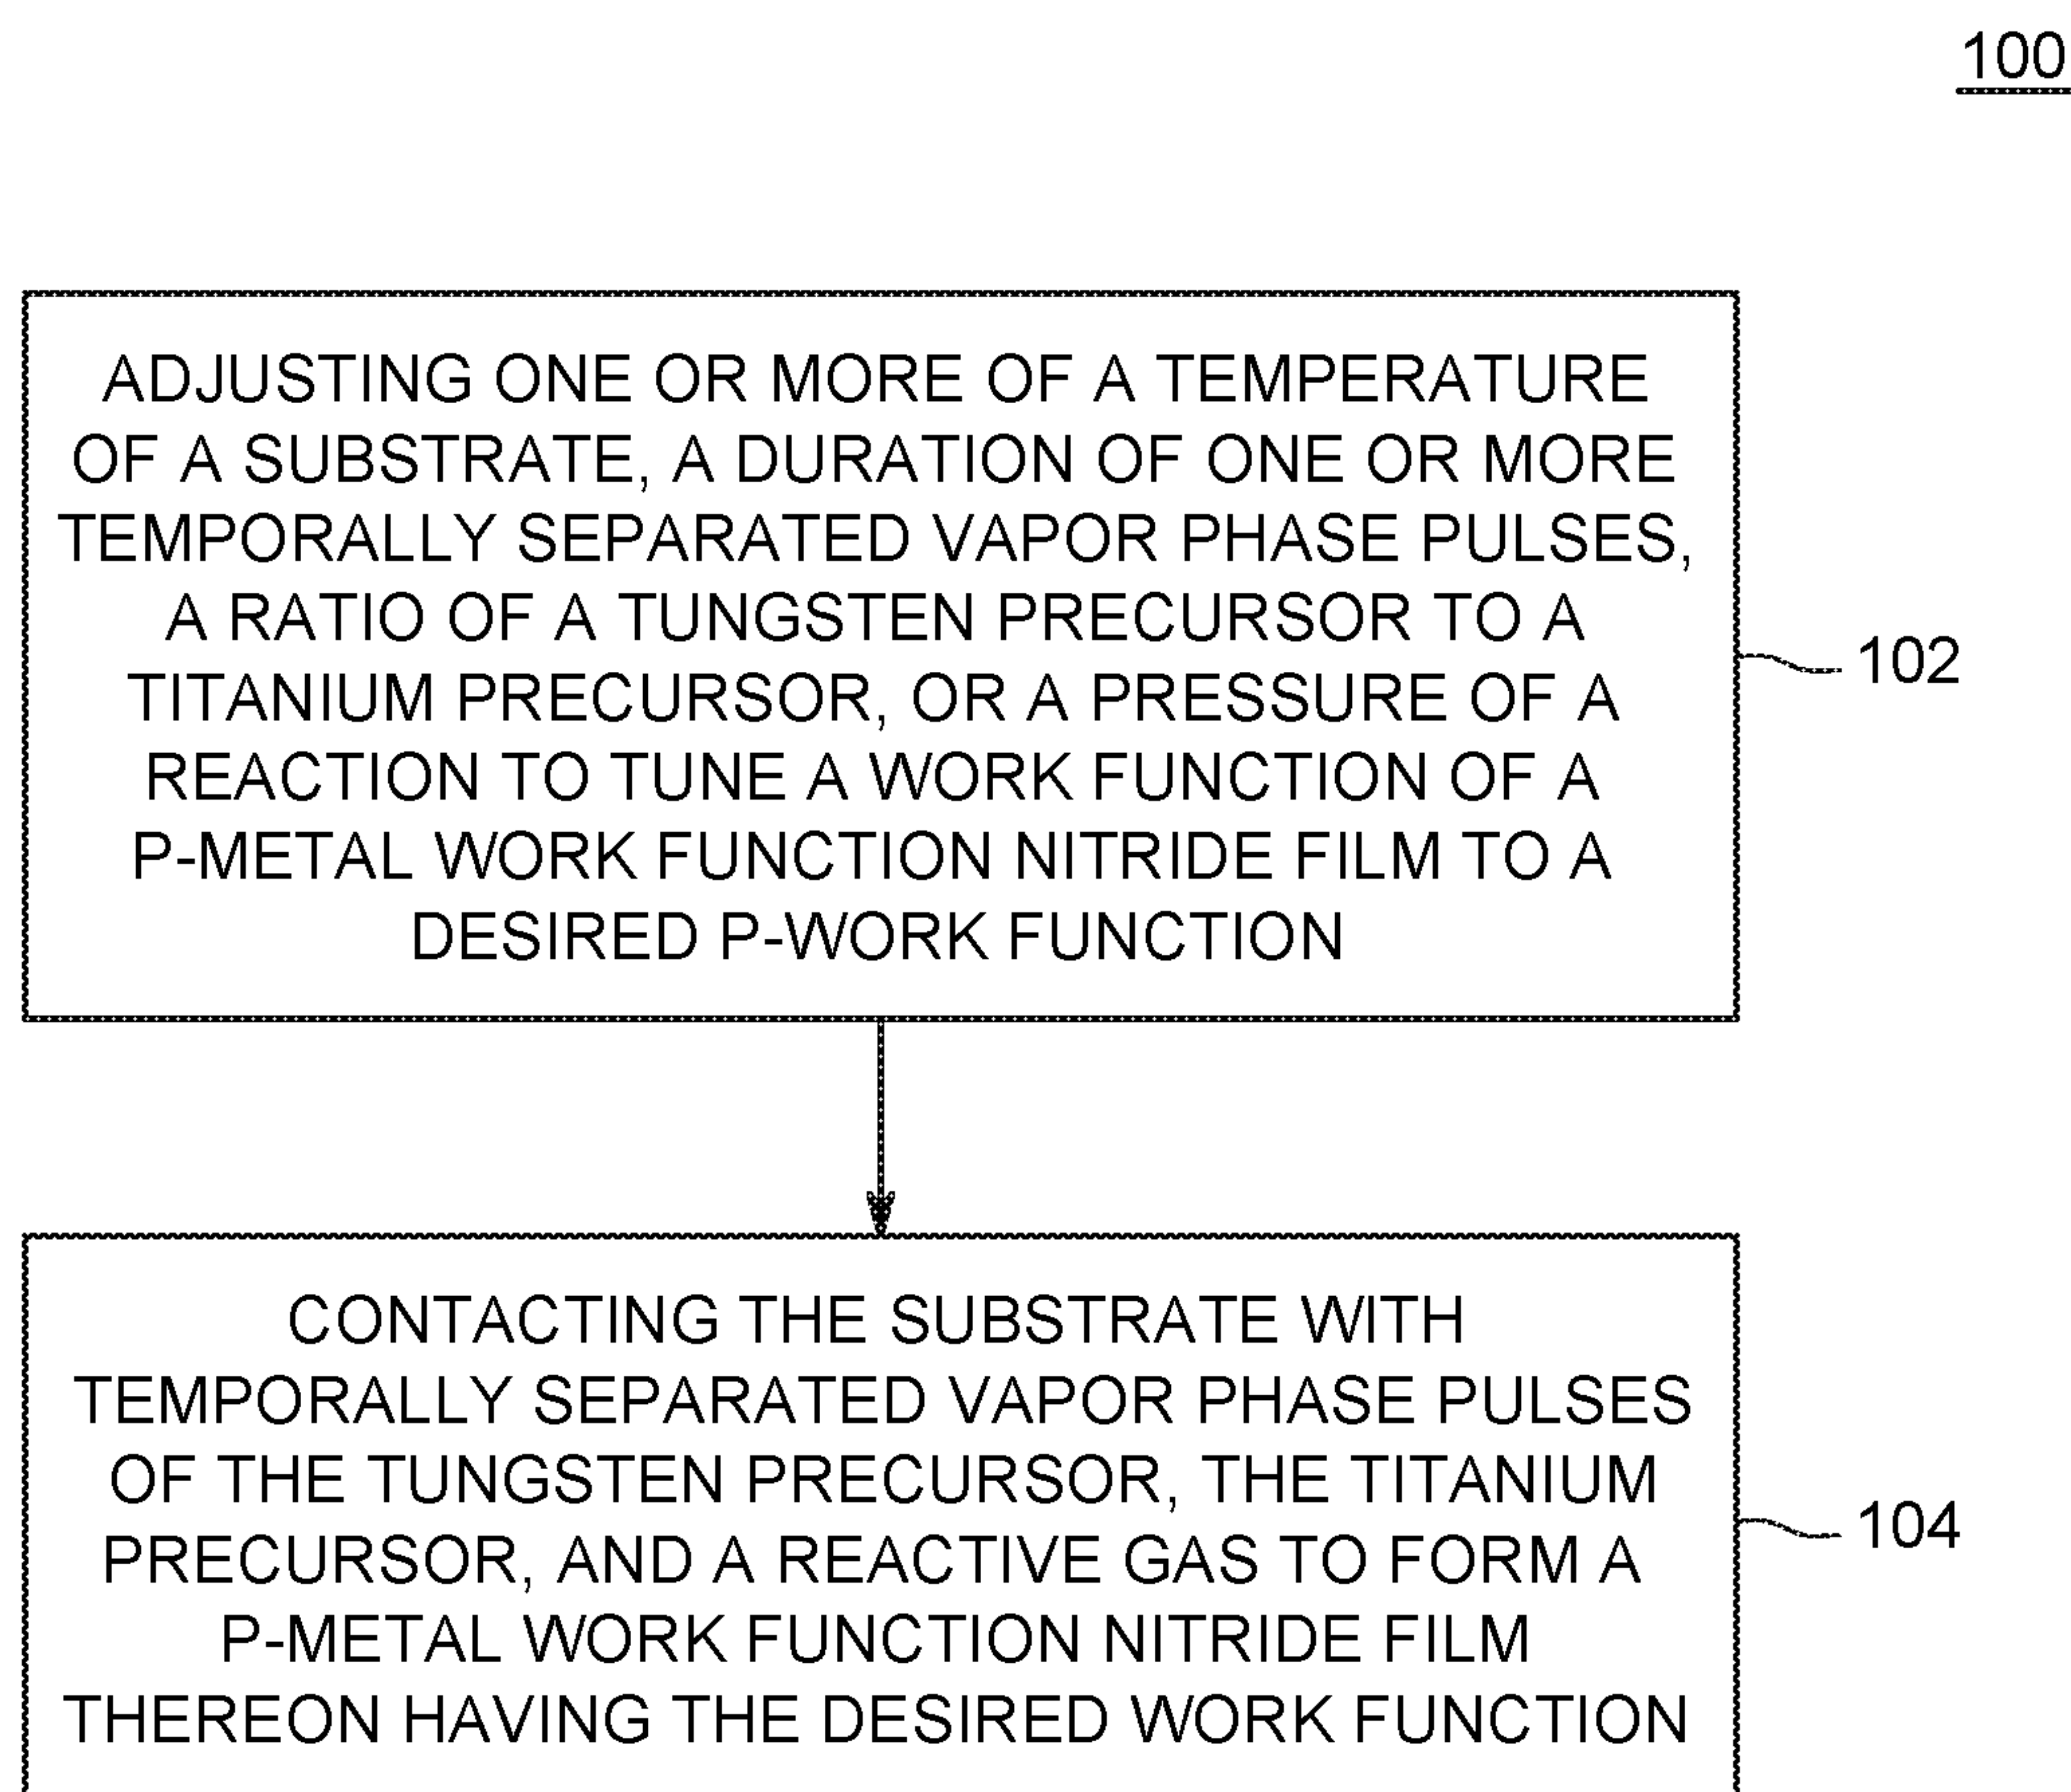 100
ADJUSTING ONE OR MORE OF A TEMPERATURE
OF A SUBSTRATE, A DURATION OF ONE OR MORE
TEMPORALLY SEPARATED VAPOR PHASE PULSES,
A RATIO OF A TUNGSTEN PRECURSOR TO A
TITANIUM PRECURSOR, OR A PRESSURE OF A
REACTION TO TUNE A WORK FUNCTION OF A
P-METAL WORK FUNCTION NITRIDE FILM TO A
DESIRED P-WORK FUNCTION
102
CONTACTING THE SUBSTRATE WITH
TEMPORALLY SEPARATED VAPOR PHASE PULSES
OF THE TUNGSTEN PRECURSOR, THE TITANIUM
PRECURSOR, AND A REACTIVE GAS TO FORM A
P-METAL WORK FUNCTION NITRIDE FILM
THEREON HAVING THE DESIRED WORK FUNCTION
104